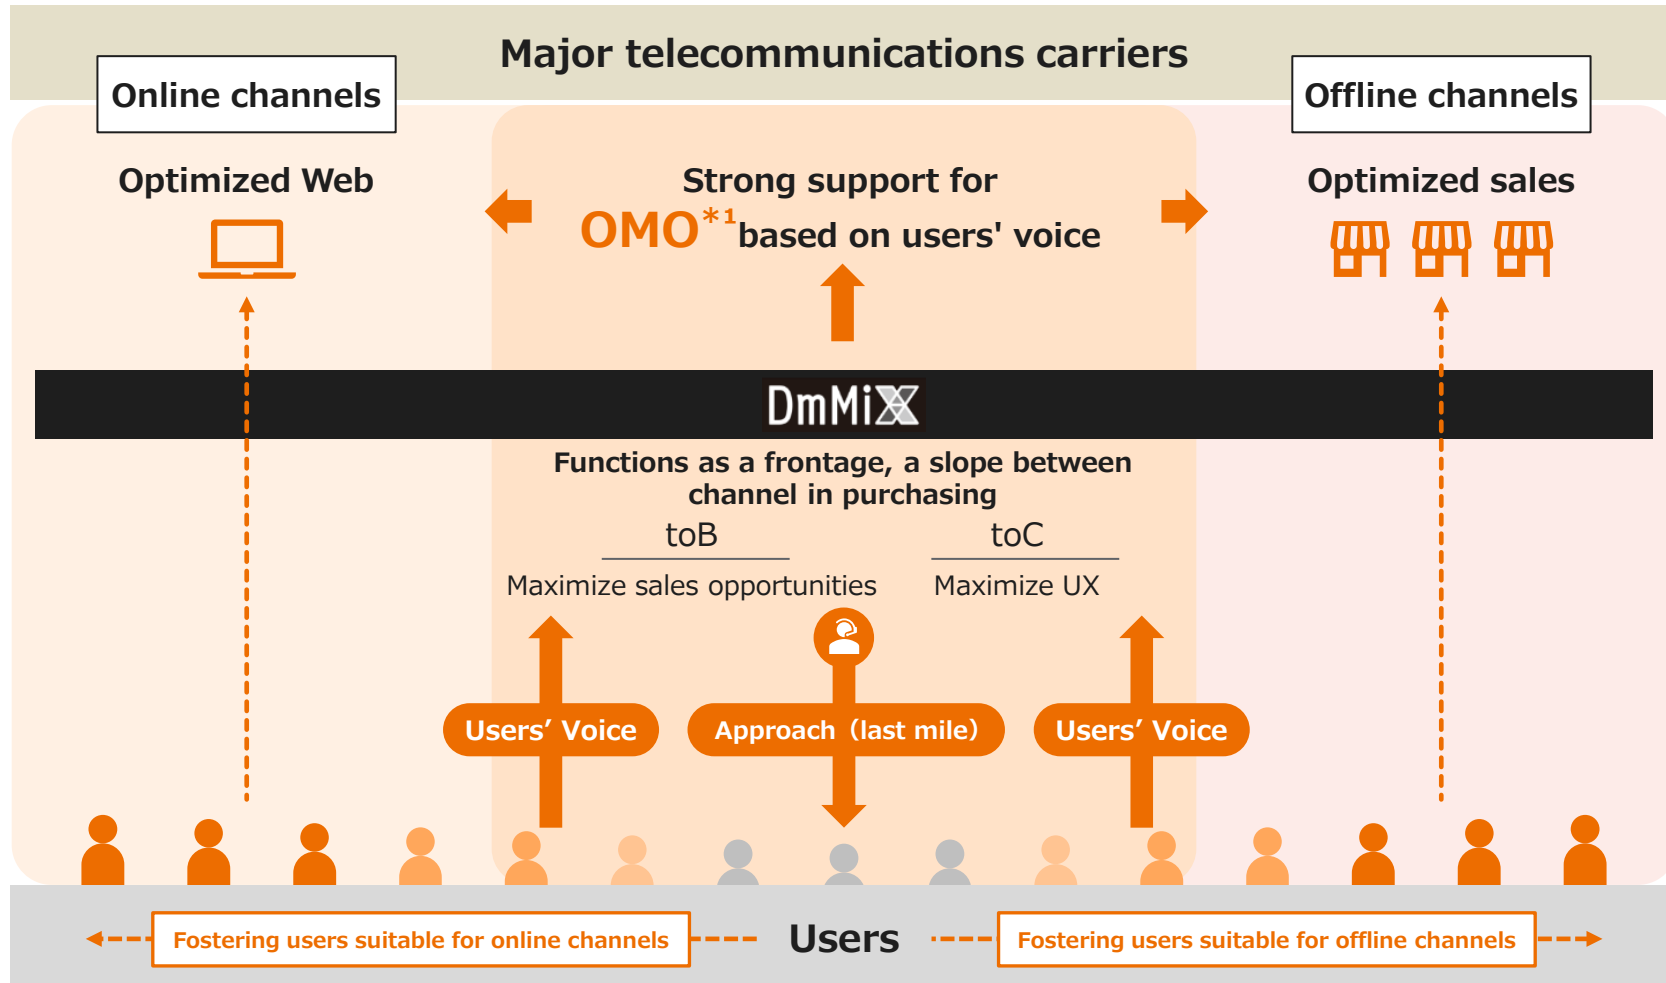 Major telecommunications carriers
Online channels
Offline channels
Optimized Web
Strong support for
OMO*1 based on users' voice
Optimized sales
DmMiX
Functions as a frontage, a slope between
channel in purchasing
toB
toC
Maximize sales opportunities
Maximize UX
Users’ Voice
Approach（last mile）
Users’ Voice
Fostering users suitable for online channels
Users
Fostering users suitable for offline channels